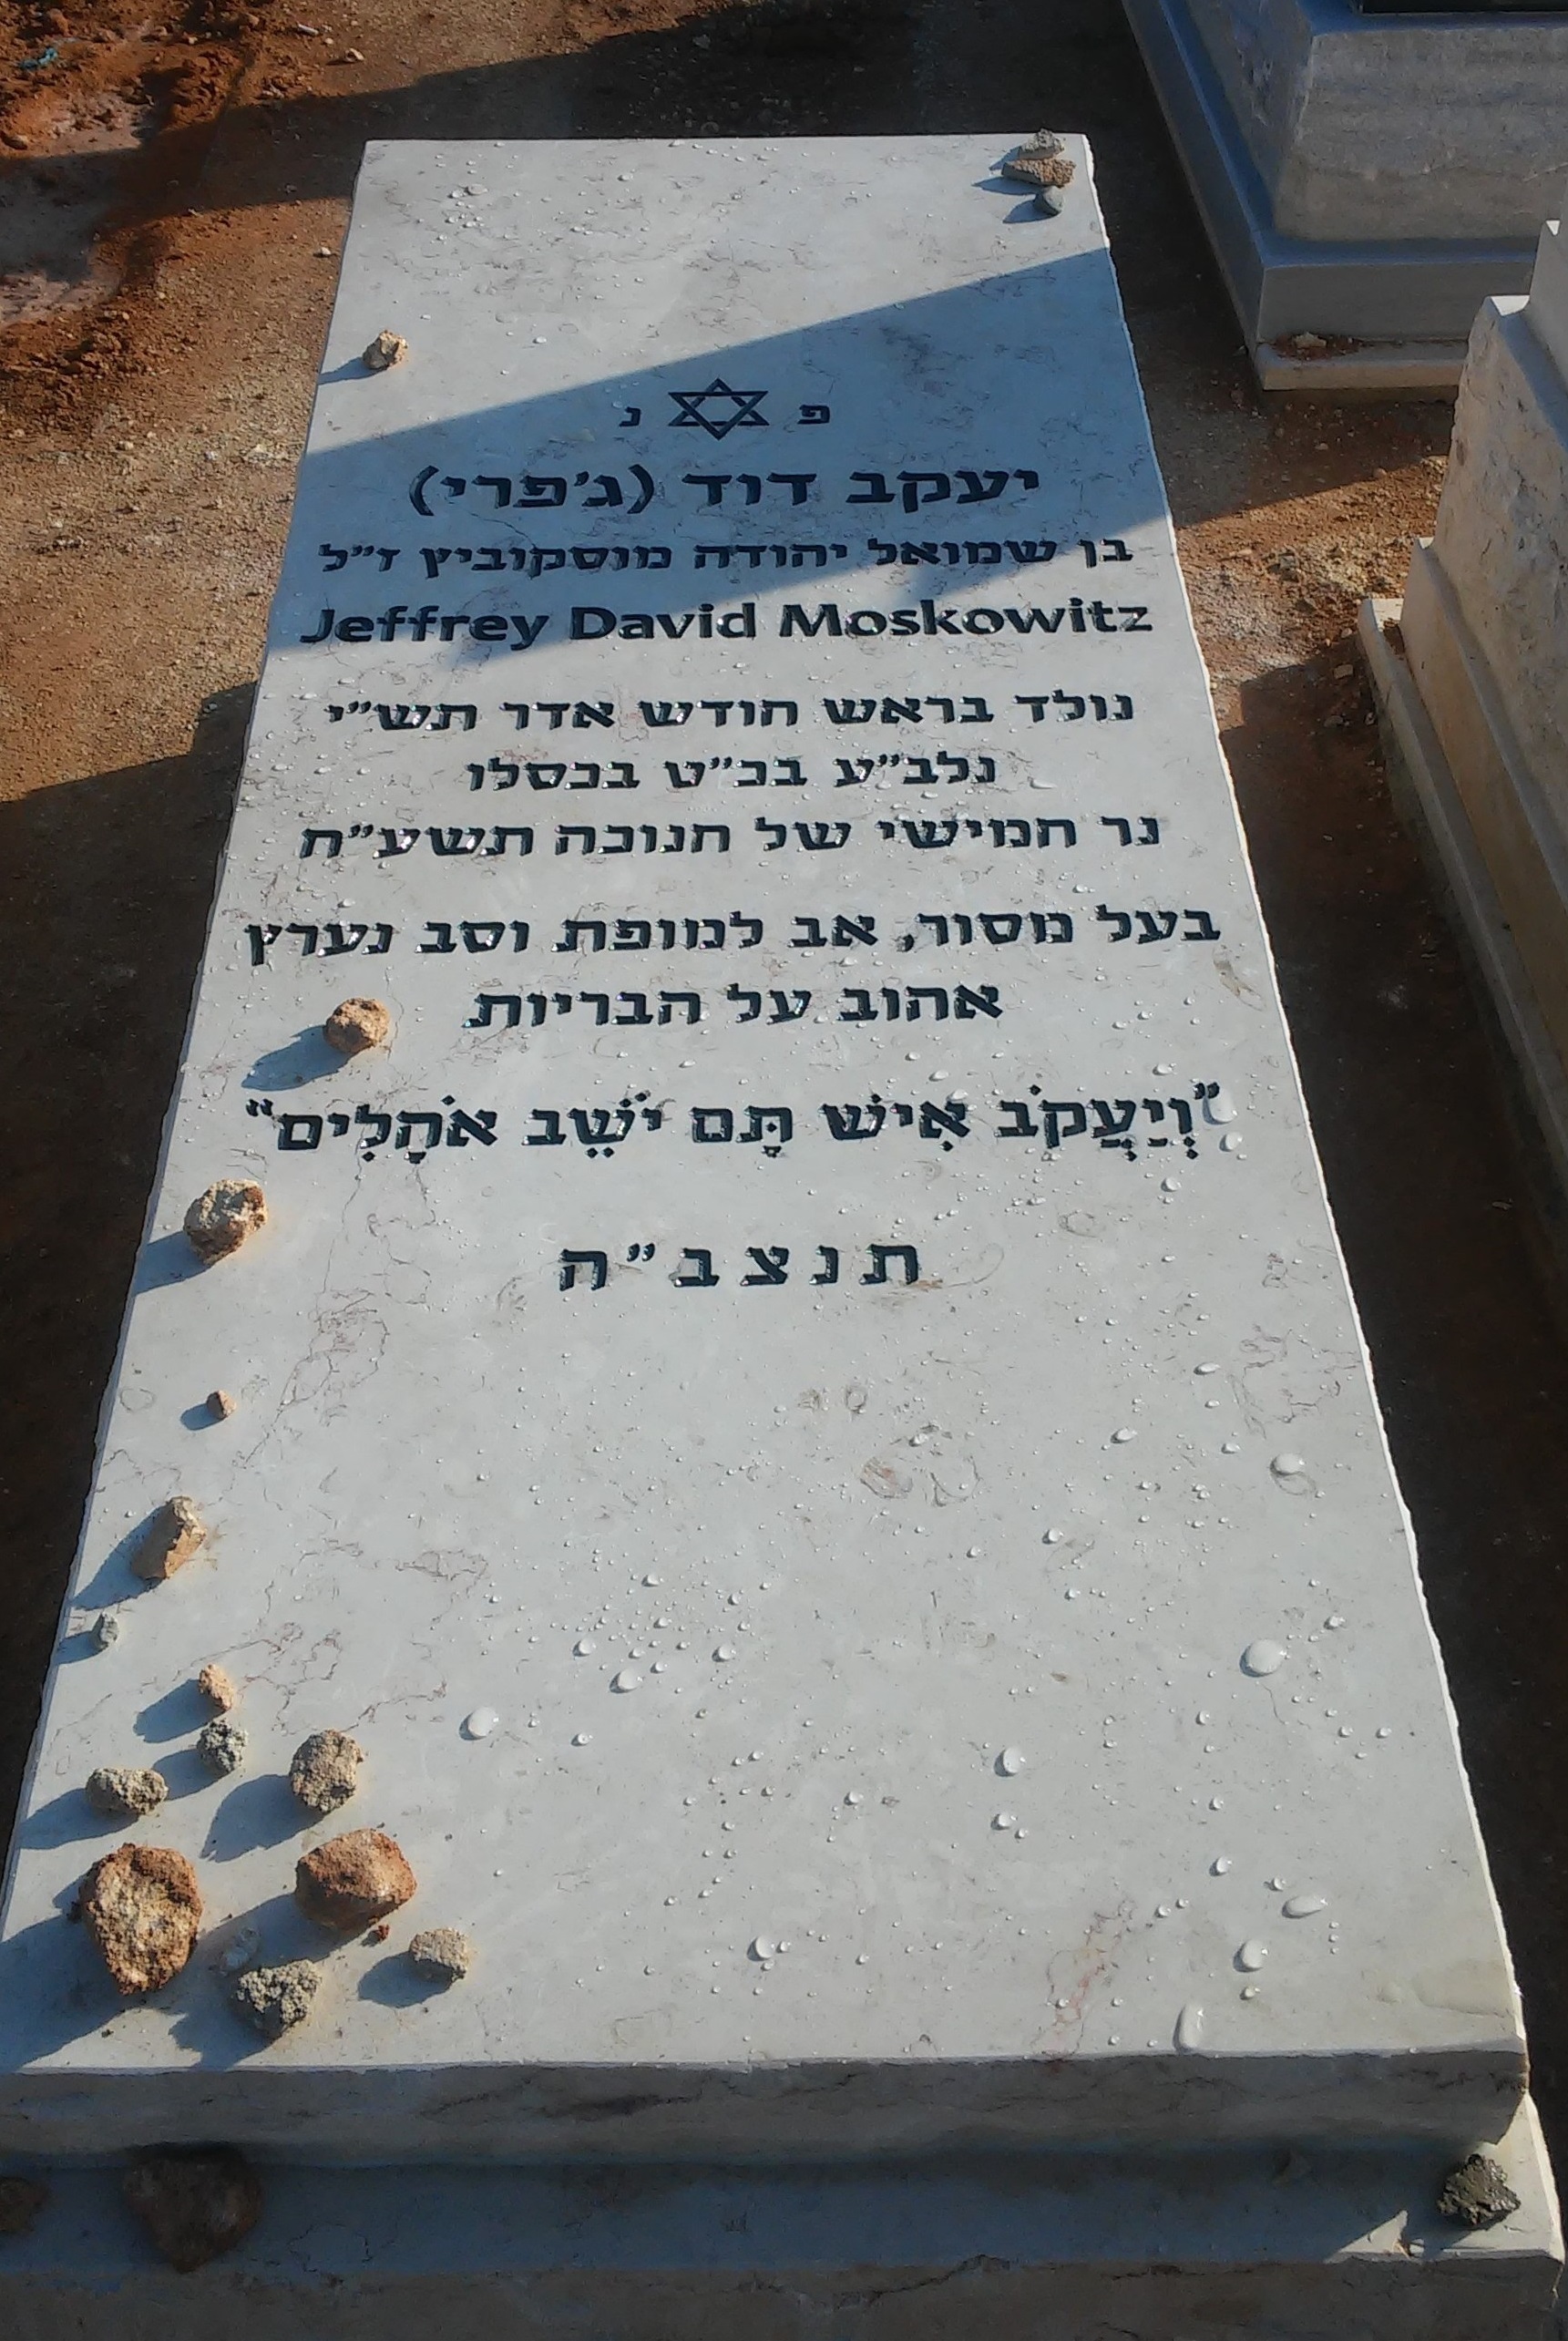 פ נ
יעקב דוד (ג׳פרי)
בן שמואל יהודה מוסקוביץ ז״ל
Jeffrey David Moskowitz
נולד בראש חודש אדר תש״י
נלב״ע בכ״ט בכסלו
נר חמישי של חנוכה תשע״ח
בעל מסור, אב למופת וסב נערץ
אהוב על הבריות
"וְיַעֲקֹב אִישׁ תָּם יֹשֵׁב אֹהָלִים"
ת נ צ ב ״ ה